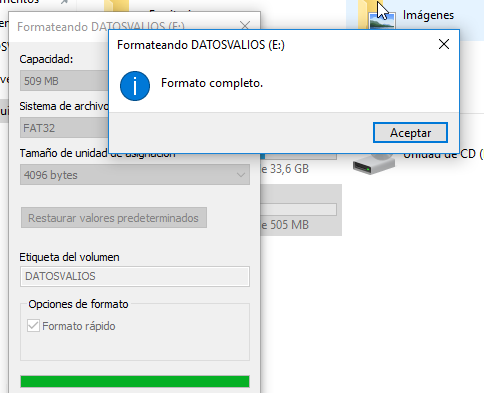 Imágenes
Formateando DATOSVALIOS (E:)
Formateando DATOSVALIOS (E:)
Formato completo.
Aceptar
Capacidad:
509 MB
Sistema de archivo
FAT32
Tamaño de unidad de asignación
4096 bytes
Restaurar valores predeterminados
Etiqueta del volumen
DATOSVALIOS
Opciones de formato
Formato rápido
Unidad de CD (
e 33,6 GB
e 505 MB